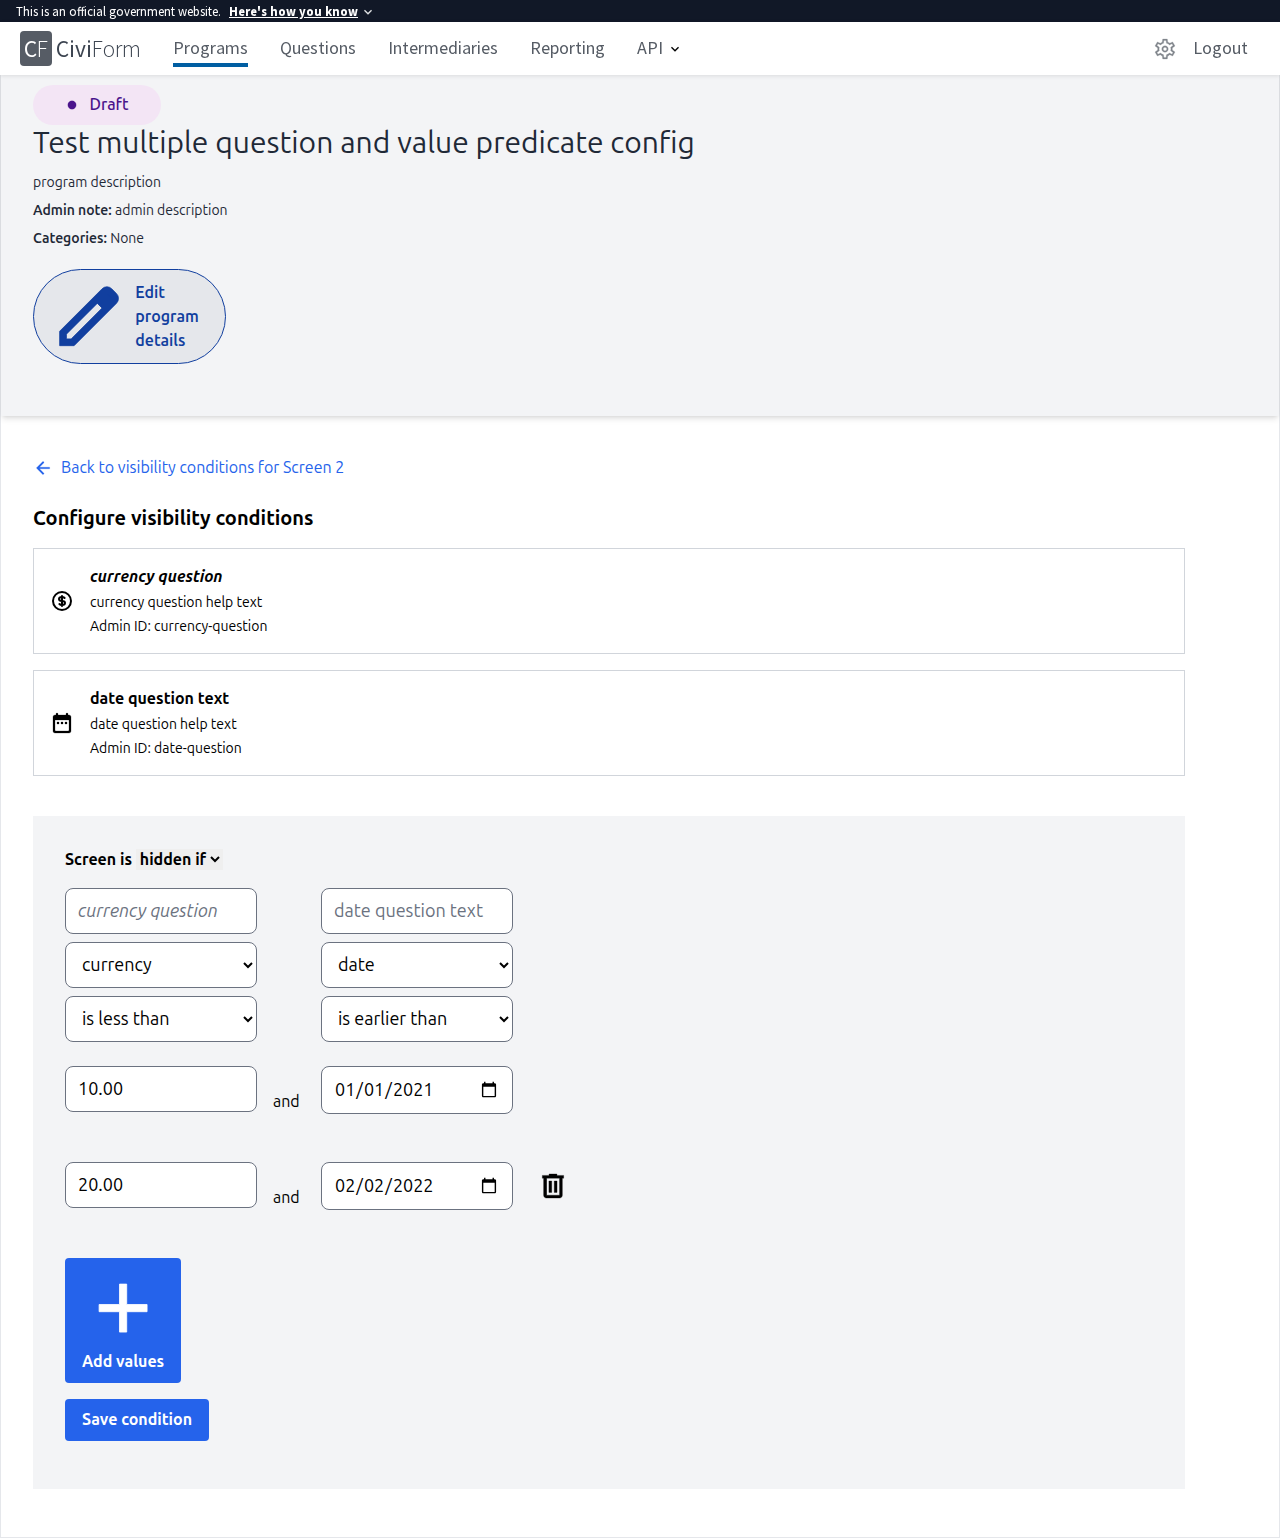 This is an official government website. Here's how you know
CF CiviForm Programs Questions Intermediaries Reporting API Logout
Draft
Test multiple question and value predicate config
program description
Admin note: admin description
Categories: None
Edit
program
details
Back to visibility conditions for Screen 2
Configure visibility conditions
currency question
currency question help text
Admin ID: currency-question
date question text
date question help text
Admin ID: date-question
Screen is hidden if
currency question date question text
currency date
is less than is earlier than
10.00 and 01/01/2021
20.00 and 02/02/2022
Add values
Save condition